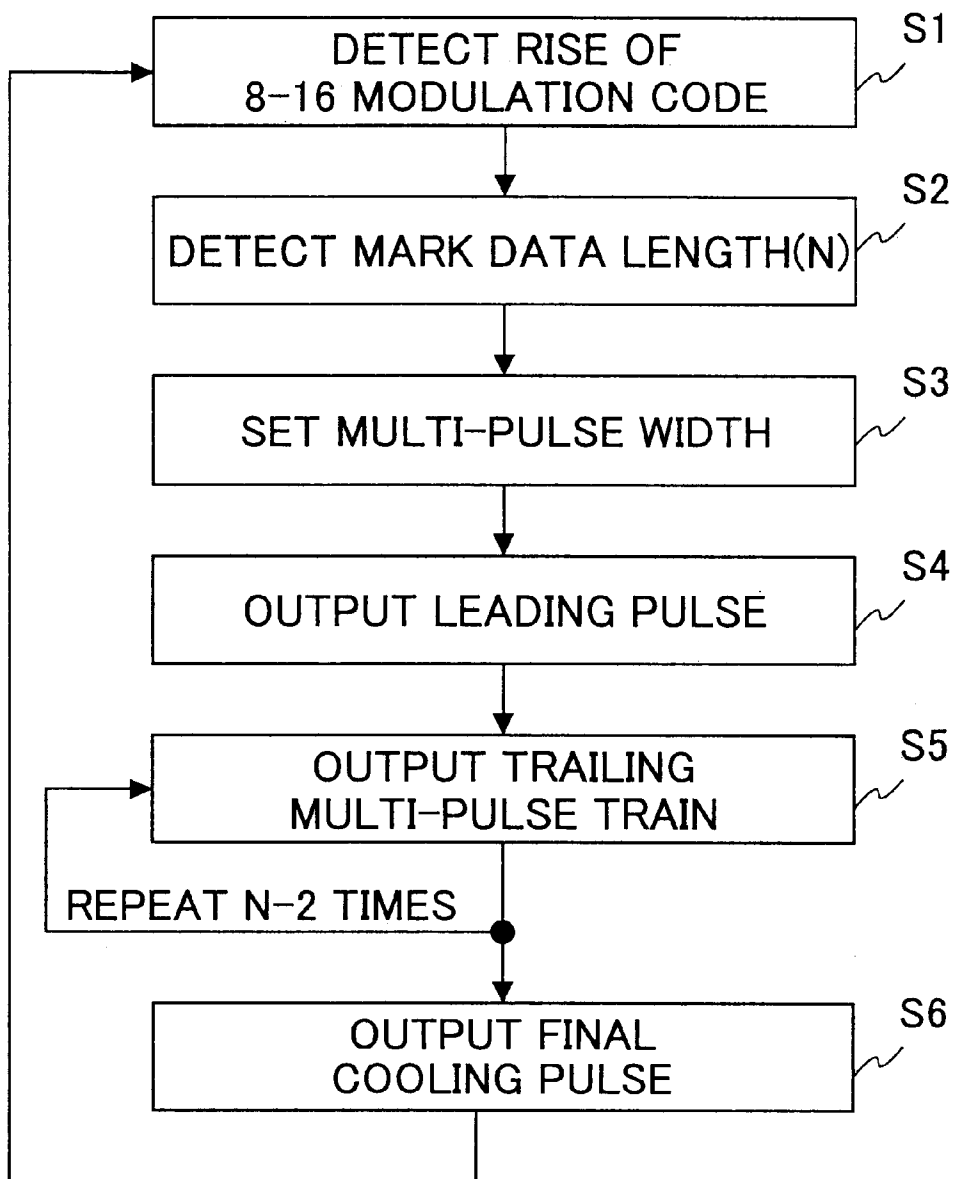 S1
DETECT RISE OF
8-16 MODULATION CODE
S2
DETECT MARK DATA LENGTH(N)
S3
SET MULTI-PULSE WIDTH
S4
OUTPUT LEADING PULSE
S5
OUTPUT TRAILING
MULTI-PULSE TRAIN
REPEAT N-2 TIMES
S6
OUTPUT FINAL
COOLING PULSE